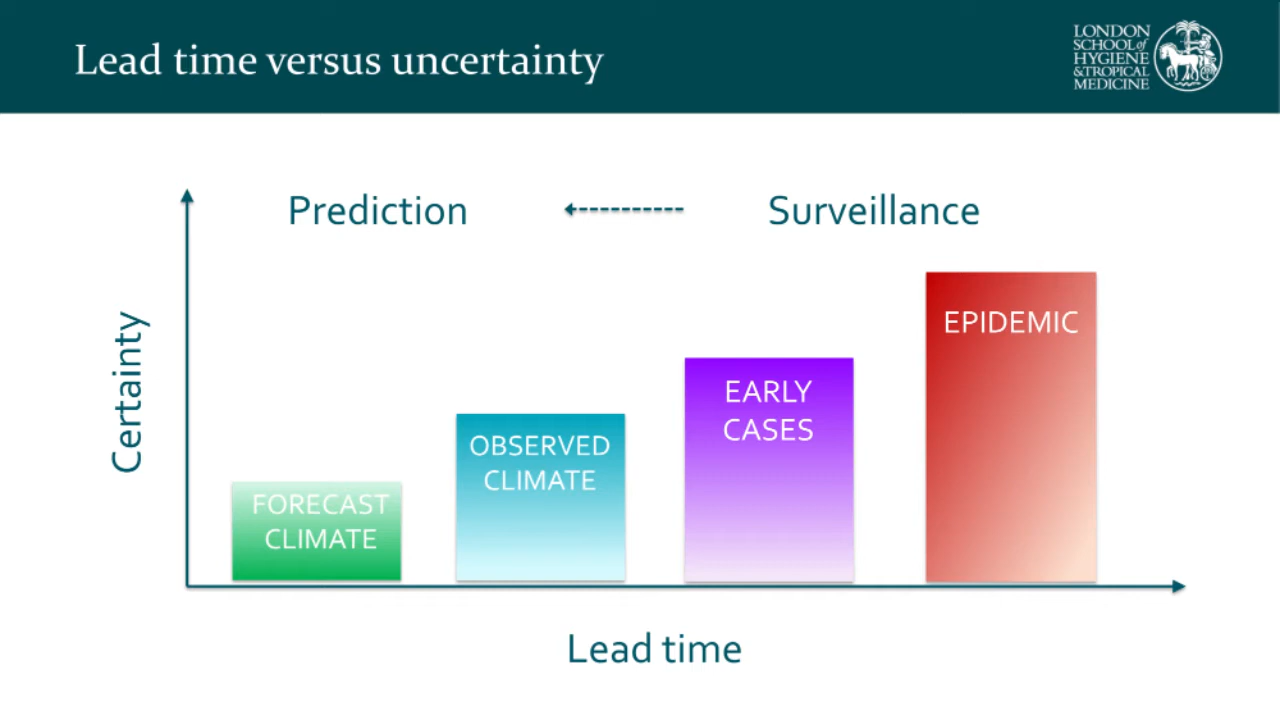 Lead time versus uncertainty
LONDON
SCHOOL of
HYGIENE
& TROPICAL
MEDICINE
Prediction
Surveillance
Certainty
FORECAST
CLIMATE
OBSERVED
CLIMATE
EARLY
CASES
EPIDEMIC
Lead time